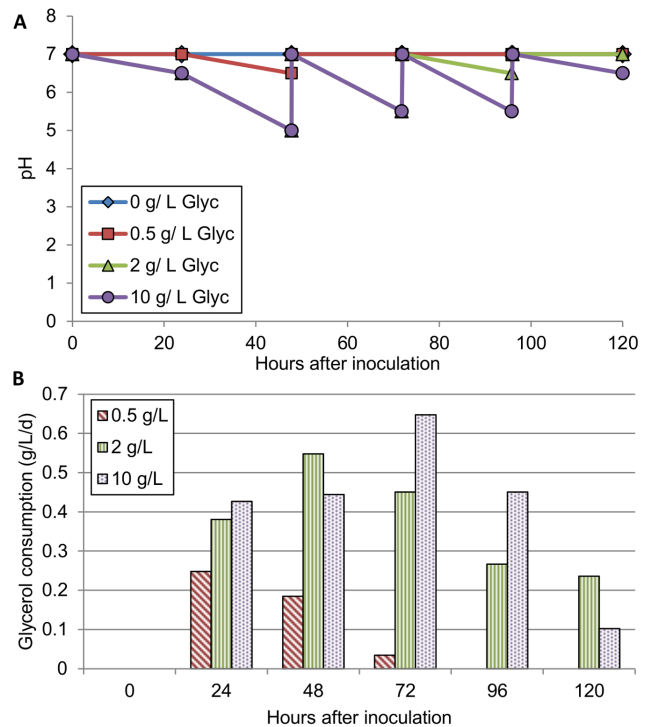 A
8
7
6
5
4
3
2
1
0
pH
0 g/ L Glyc
0.5 g/ L Glyc
2 g/ L Glyc
10 g/ L Glyc
0 20 40 60 80 100 120
Hours after inoculation
B
0.7
0.6
0.5
0.4
0.3
0.2
0.1
0
Glycerol consumption (g/L/d)
0.5 g/L
2 g/L
10 g/L
0 24 48 72 96 120
Hours after inoculation